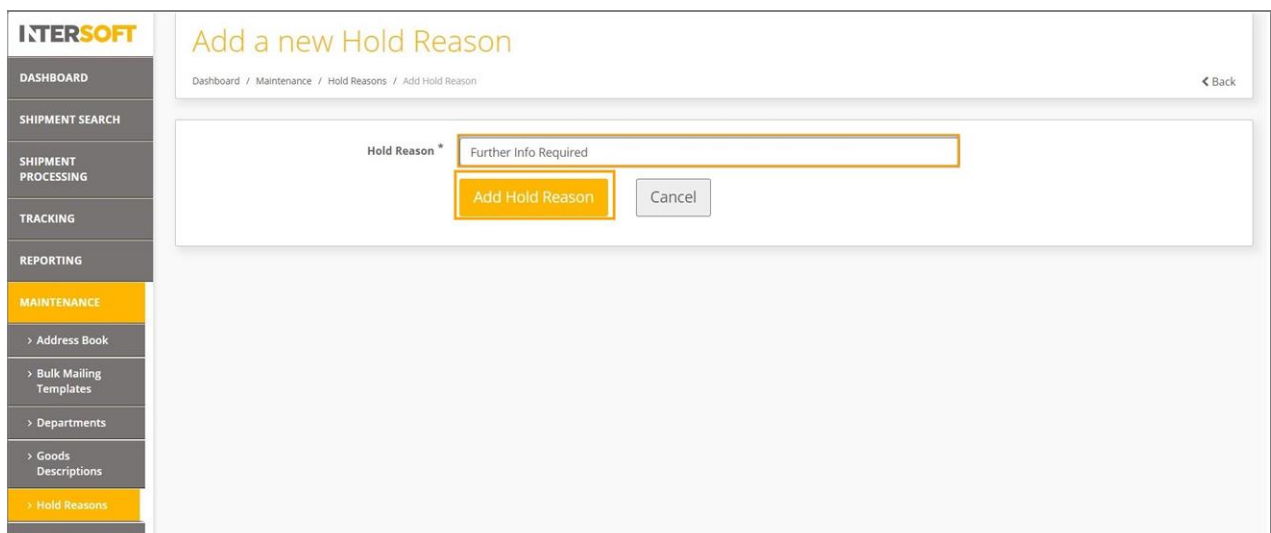 INTERSOFT
DASHBOARD
SHIPMENT SEARCH
SHIPMENT
PROCESSING
TRACKING
REPORTING
MAINTENANCE
> Address Book
> Bulk Mailing
Templates
> Departments
> Goods
Descriptions
> Hold Reasons
Add a new Hold Reason
Dashboard / Maintenance / Hold Reasons / Add Hold Reason
< Back
Hold Reason * Further Info Required
Add Hold Reason Cancel